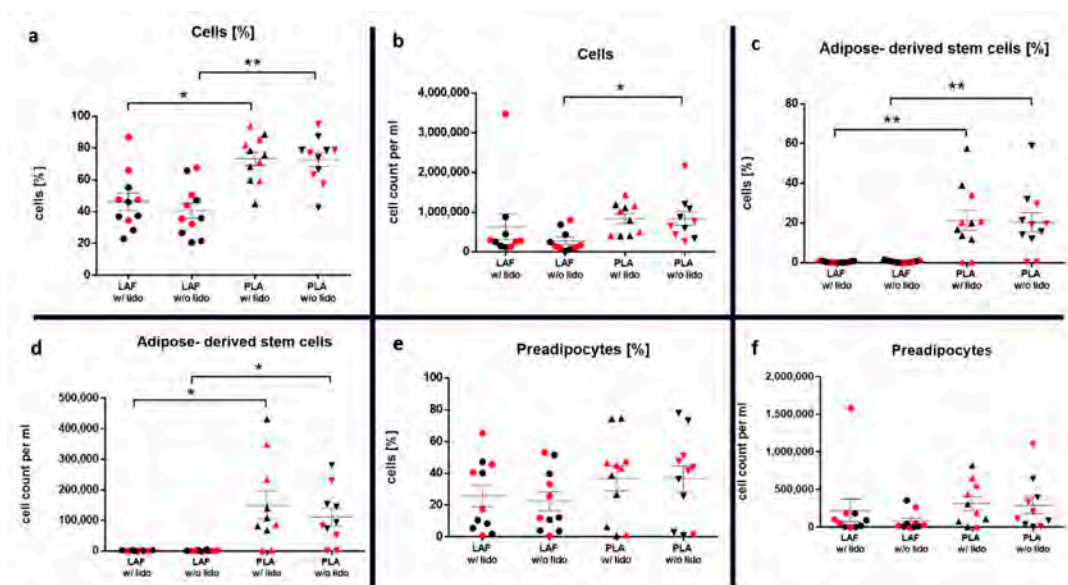 a
Cells [%]
**
*
cells [%]
100
80
60
40
20
0
LAF
w/ lido
LAF
w/o lido
PLA
w/ lido
PLA
w/o lido
b
Cells
*
cell count per ml
4,000,000
3,000,000
2,000,000
1,000,000
0
LAF
w/ lido
LAF
w/o lido
PLA
w/ lido
PLA
w/o lido
c
Adipose- derived stem cells [%]
**
**
cells [%]
80
60
40
20
0
LAF
w/ lido
LAF
w/o lido
PLA
w/ lido
PLA
w/o lido
d
Adipose- derived stem cells
*
*
cell count per ml
500,000
400,000
300,000
200,000
100,000
0
LAF
w/ lido
LAF
w/o lido
PLA
w/ lido
PLA
w/o lido
e
Preadipocytes [%]
cells [%]
100
80
60
40
20
0
LAF
w/ lido
LAF
w/o lido
PLA
w/ lido
PLA
w/o lido
f
Preadipocytes
cell count per ml
2,000,000
1,500,000
1,000,000
500,000
0
LAF
w/ lido
LAF
w/o lido
PLA
w/ lido
PLA
w/o lido